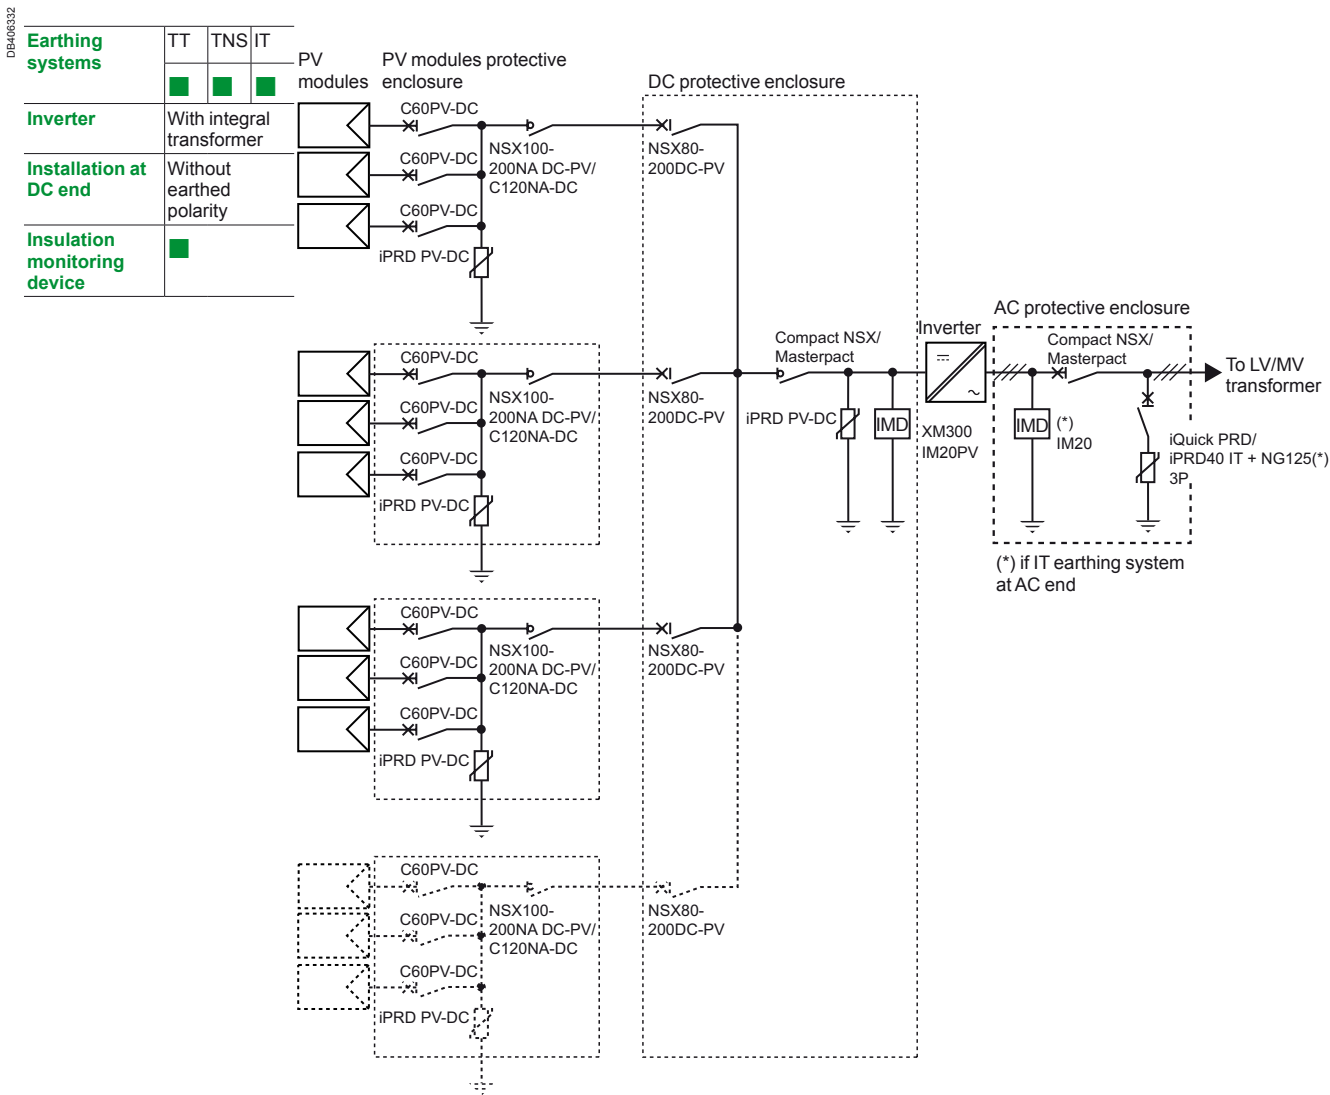 DB406332
Earthing systems
TT
TNS
IT
Inverter
With integral
transformer
Installation at
DC end
Without
earthed
polarity
Insulation
monitoring
device
PV
modules
PV modules protective
enclosure
C60PV-DC
C60PV-DC
C60PV-DC
iPRD PV-DC
NSX100-
200NA DC-PV/
C120NA-DC
DC protective enclosure
NSX80-
200DC-PV
C60PV-DC
C60PV-DC
C60PV-DC
iPRD PV-DC
NSX100-
200NA DC-PV/
C120NA-DC
NSX80-
200DC-PV
Compact NSX/
Masterpact
iPRD PV-DC
IMD
Inverter
XM300
IM20PV
AC protective enclosure
Compact NSX/
Masterpact
IMD
(*)
IM20
To LV/MV
transformer
iQuick PRD/
iPRD40 IT + NG125(*)
3P
(*) if IT earthing system
at AC end
C60PV-DC
C60PV-DC
C60PV-DC
iPRD PV-DC
NSX100-
200NA DC-PV/
C120NA-DC
NSX80-
200DC-PV
C60PV-DC
C60PV-DC
C60PV-DC
iPRD PV-DC
NSX100-
200NA DC-PV/
C120NA-DC
NSX80-
200DC-PV